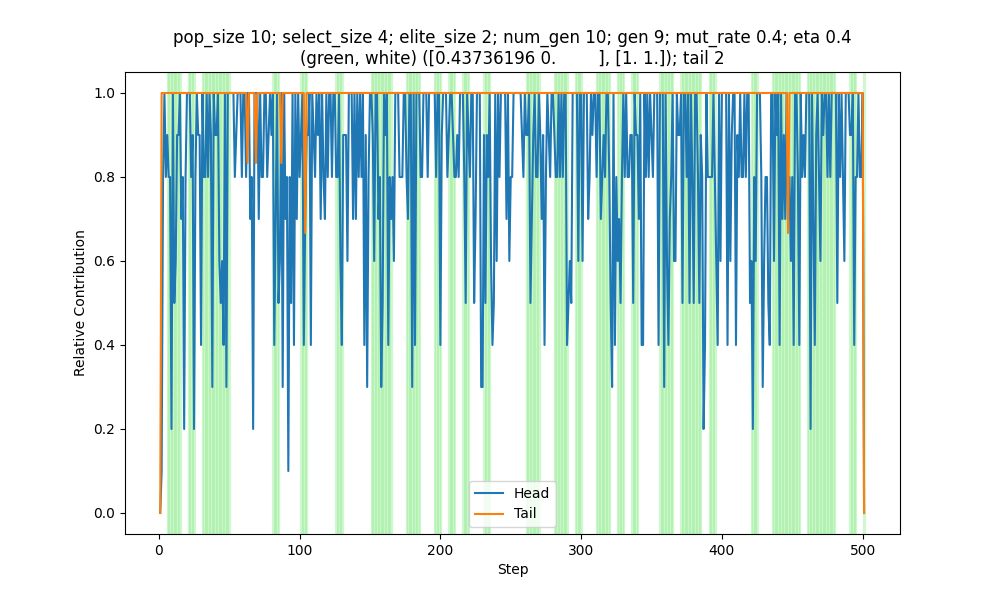 pop_size 10; select_size 4; elite_size 2; num_gen 10; gen 9; mut_rate 0.4; eta 0.4
(green, white) ([0.43736196 0.         ], [1. 1.]); tail 2
Relative Contribution
1.0
0.8
0.6
0.4
0.2
0.0
Head
Tail
0
100
200
300
400
500
Step